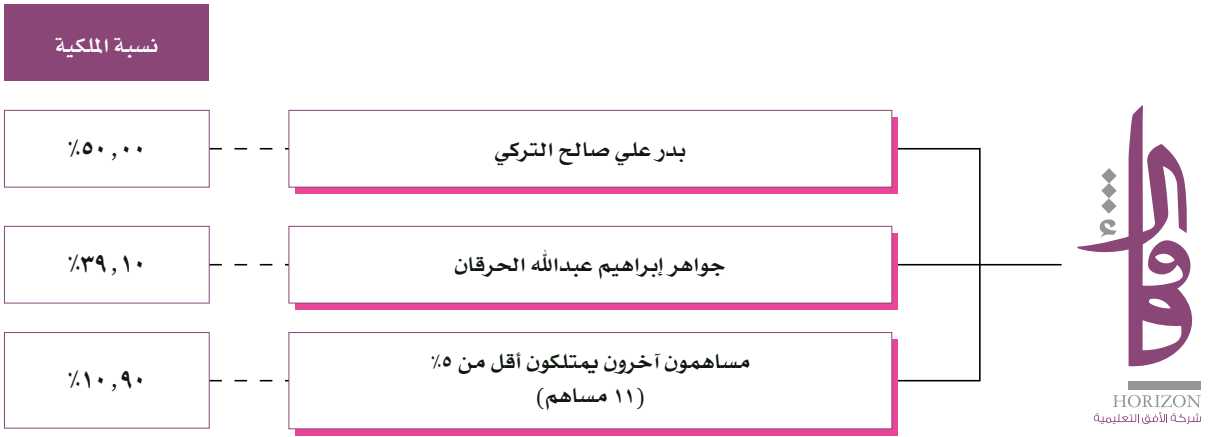 نسبة الملكية
بدر علي صالح التركي
٪٥٠,٠٠
جواهر إبراهيم عبدالله الحرقان
٪٣٩,١٠
مساهمون آخرون يمتلكون أقل من ٥٪
(١١ مساهم)
٪١٠,٩٠
HORIZON
شركة الأفق التعليمية